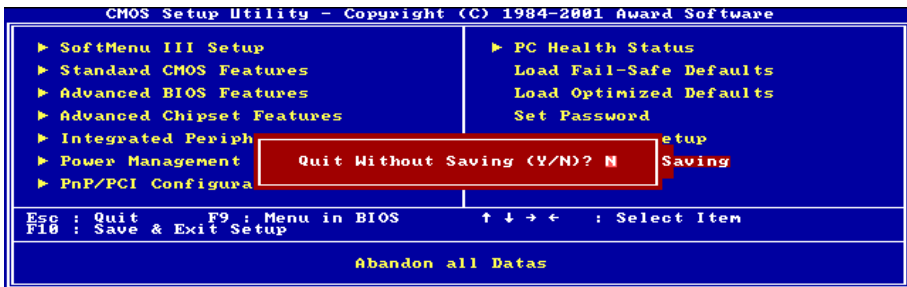 CMOS Setup Utility - Copyright (C) 1984-2001 Award Software
SoftMenu III Setup
Standard CMOS Features
Advanced BIOS Features
Advanced Chipset Features
Integrated Periph
Power Management
PnP/PCI Configura
PC Health Status
Load Fail-Safe Defaults
Load Optimized Defaults
Set Password
etup
Saving
Quit Without Saving (Y/N)? N
Esc : Quit F9 : Menu in BIOS ↑ ↓ → ← : Select Item
F10 : Save & Exit Setup
Abandon all Datas